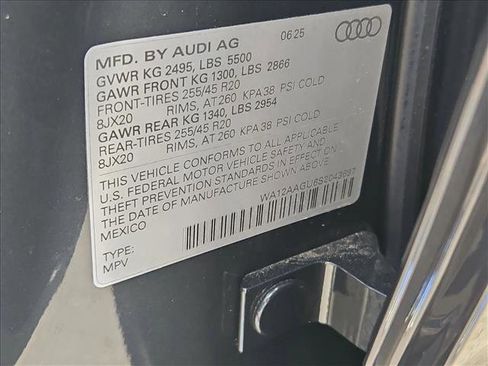 MFD. BY AUDI AG 06/25
GVWR KG 2495, LBS 5500
GAWR FRONT KG 1300, LBS 2866
FRONT-TIRES 255/45 R20
8JX20 RIMS, AT 260 KPA 38 PSI COLD
GAWR REAR KG 1340, LBS 2954
REAR-TIRES 255/45 R20
8JX20 RIMS, AT 260 KPA 38 PSI COLD
THIS VEHICLE CONFORMS TO ALL APPLICABLE
U.S. FEDERAL MOTOR VEHICLE SAFETY AND
THEFT PREVENTION STANDARDS IN EFFECT ON
THE DATE OF MANUFACTURE SHOWN ABOVE.
MEXICO
WA12AAGU6S2043697
TYPE:
MPV